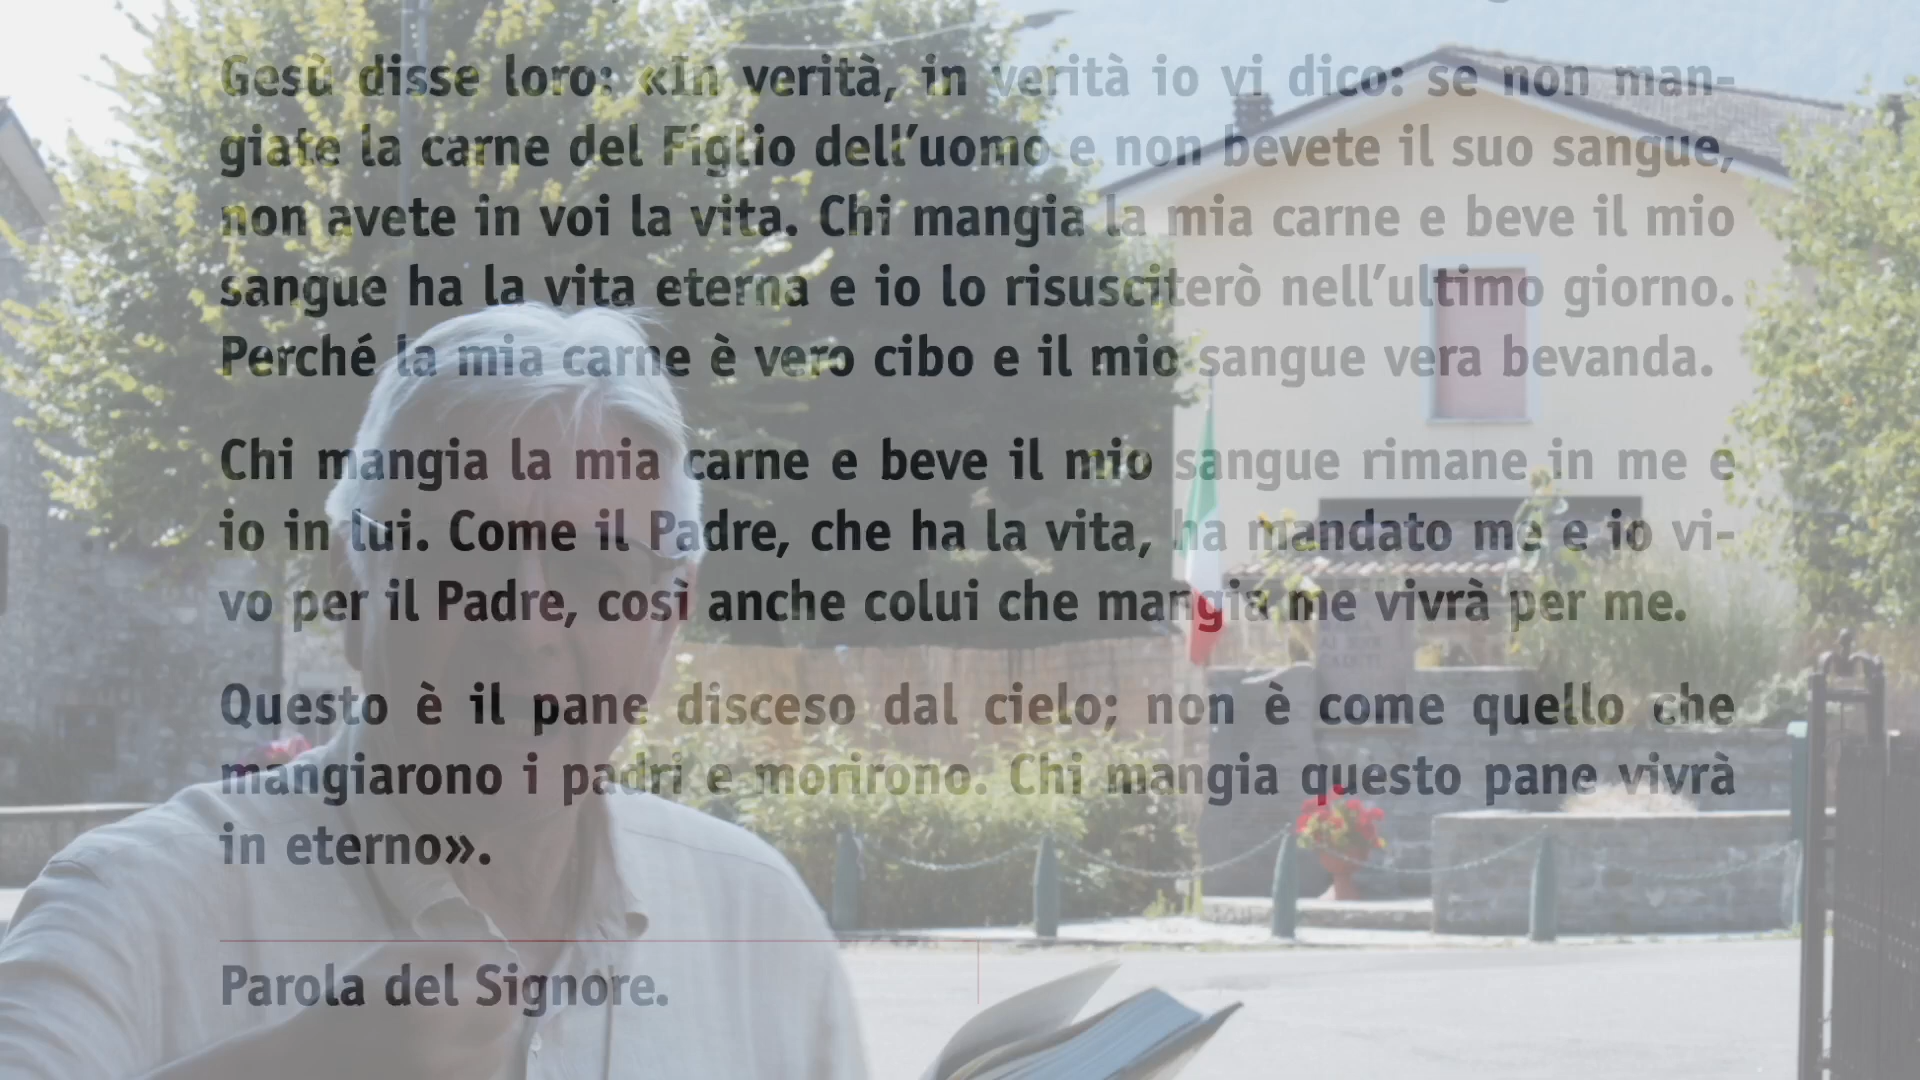 Gesù disse loro: «In verità, in verità io vi dico: se non man-
giate la carne del Figlio dell'uomo e non bevete il suo sangue,
non avete in voi la vita. Chi mangia la mia carne e beve il mio
sangue ha la vita eterna e io lo risusciterò nell'ultimo giorno.
Perché la mia carne è vero cibo e il mio sangue vera bevanda.
Chi mangia la mia carne e beve il mio sangue rimane in me e
io in lui. Come il Padre, che ha la vita, ha mandato me e io vi-
vo per il Padre, così anche colui che mangia me vivrà per me.
Questo è il pane disceso dal cielo; non è come quello che
mangiarono i padri e morirono. Chi mangia questo pane vivrà
in eterno».
Parola del Signore.